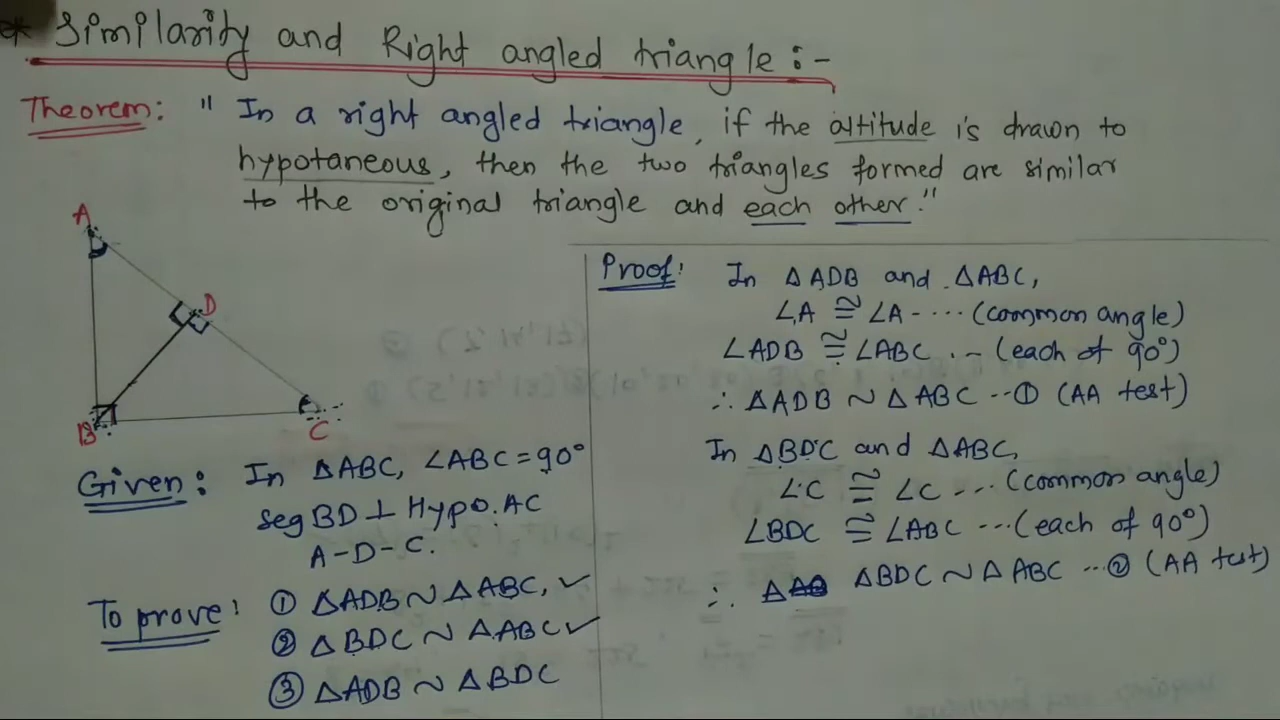 * Similarity and Right angled triangle :-
Theorem: " In a right angled triangle, if the altitude is drawn to
hypotaneous, then the two triangles formed are similar
to the original triangle and each other."
A
D
B
C
Given: In ΔABC, ∠ABC = 90°
seg BD ⊥ Hypo. AC
A-D-C.
To prove: ① ΔADB ~ ΔABC, ✓
② ΔBDC ~ ΔABC ✓
③ ΔADB ~ ΔBDC
Proof: In ΔADB and ΔABC,
∠A ≅ ∠A ---- (common angle)
∠ADB ≅ ∠ABC .- (each of 90°)
∴ ΔADB ~ ΔABC --① (AA test)
In ΔBDC and ΔABC,
∠C ≅ ∠C --- (common angle)
∠BDC ≅ ∠ABC --- (each of 90°)
∴ ΔBDC ~ ΔABC --② (AA test)